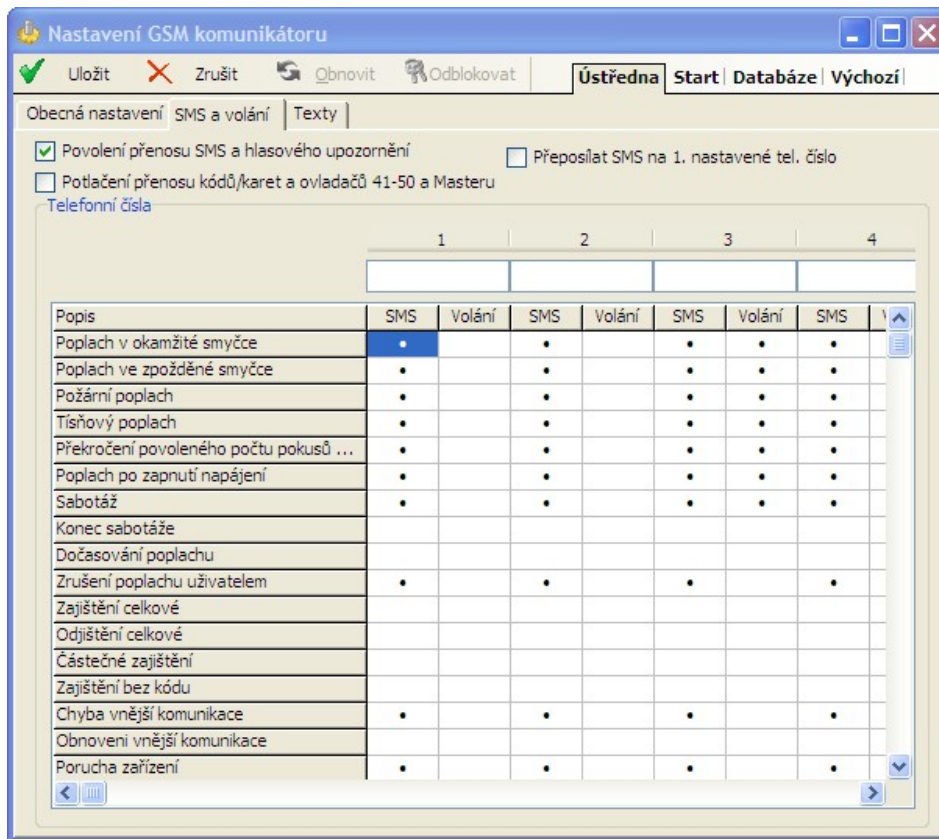 Nastavení GSM komunikátoru
Uložit Zrušit Obnovit Odblokovat Ústředna Start Databáze Výchozí
Obecná nastavení SMS a volání Texty
Povolení přenosu SMS a hlasového upozornění
Přeposílat SMS na 1. nastavené tel. číslo
Potlačení přenosu kódů/karet a ovladačů 41-50 a Masteru
Telefonní čísla
1 2 3 4
Popis SMS Volání SMS Volání SMS Volání SMS
Poplach v okamžité smyčce
Poplach ve zpožděné smyčce
Požární poplach
Tísňový poplach
Překročení povoleného počtu pokusů ...
Poplach po zapnutí napájení
Sabotáž
Konec sabotáže
Dočasování poplachu
Zrušení poplachu uživatelem
Zajištění celkové
Odjištění celkové
Částečné zajištění
Zajištění bez kódu
Chyba vnější komunikace
Obnoveni vnější komunikace
Porucha zařízení